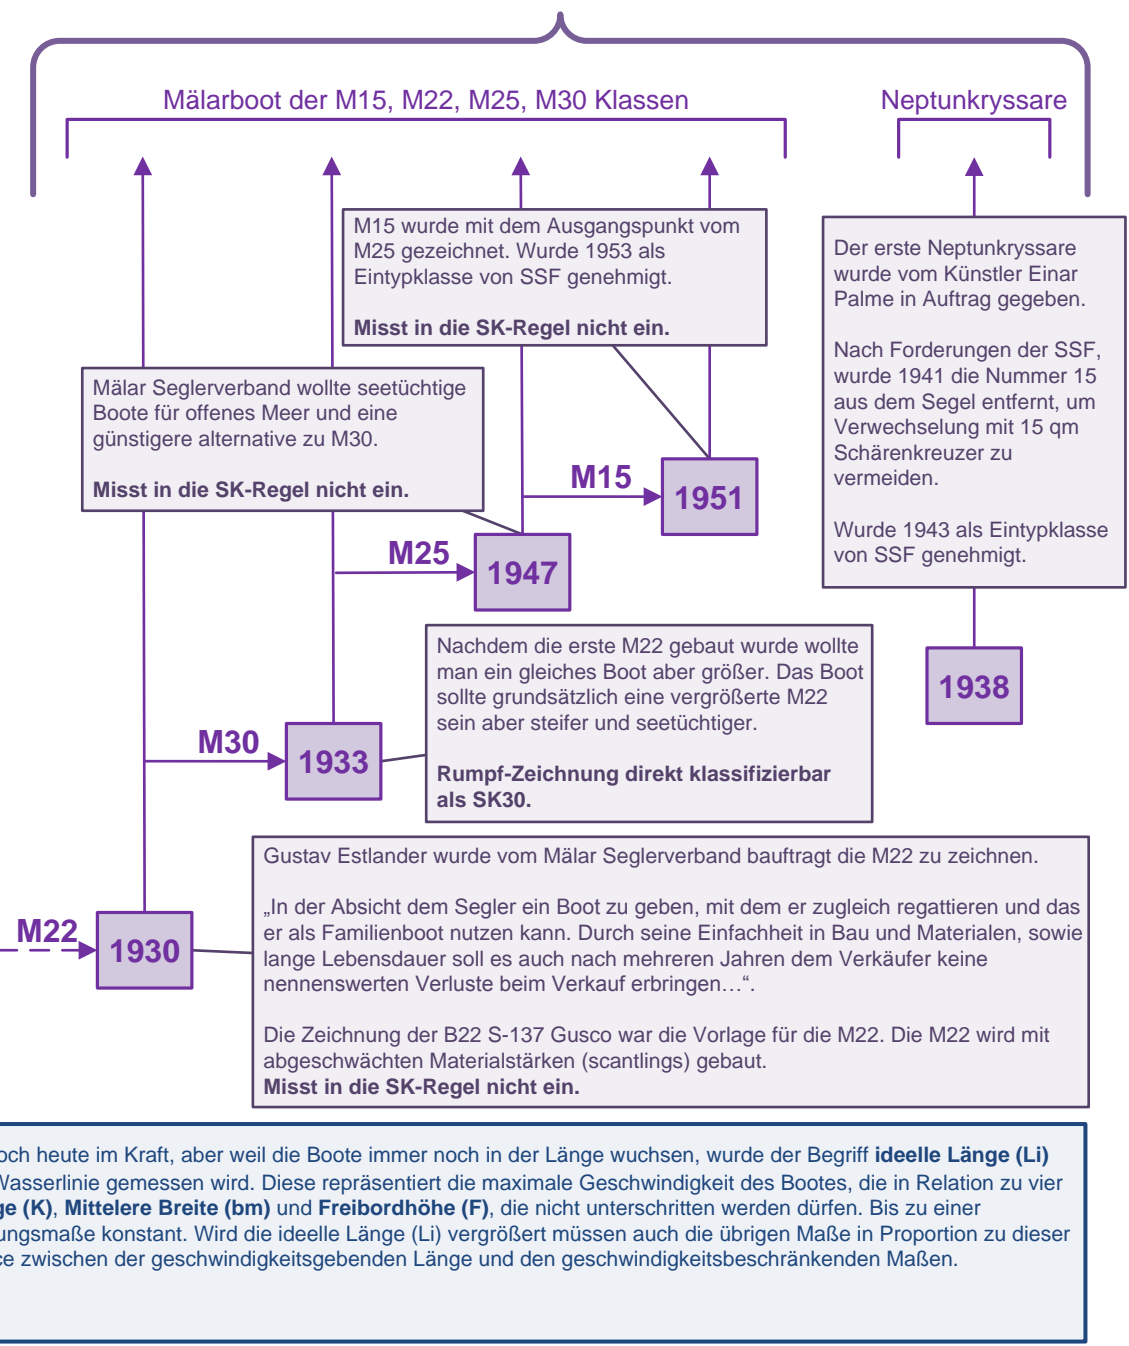 Mälarboot der M15, M22, M25, M30 Klassen
Neptunkryssare
M15 wurde mit dem Ausgangspunkt vom
M25 gezeichnet. Wurde 1953 als
Eintypklasse von SSF genehmigt.
Misst in die SK-Regel nicht ein.
Der erste Neptunkryssare
wurde vom Künstler Einar
Palme in Auftrag gegeben.
Nach Forderungen der SSF,
wurde 1941 die Nummer 15
aus dem Segel entfernt, um
Verwechselung mit 15 qm
Schärenkreuzer zu
vermeiden.
Wurde 1943 als Eintypklasse
von SSF genehmigt.
Mälar Seglerverband wollte seetüchtige
Boote für offenes Meer und eine
günstigere alternative zu M30.
Misst in die SK-Regel nicht ein.
M15
1951
M25
1947
Nachdem die erste M22 gebaut wurde wollte
man ein gleiches Boot aber größer. Das Boot
sollte grundsätzlich eine vergrößerte M22
sein aber steifer und seetüchtiger.
Rumpf-Zeichnung direkt klassifizierbar
als SK30.
1938
M30
1933
Gustav Estlander wurde vom Mälar Seglerverband bauftragt die M22 zu zeichnen.
„In der Absicht dem Segler ein Boot zu geben, mit dem er zugleich regattieren und das
er als Familienboot nutzen kann. Durch seine Einfachheit in Bau und Materialen, sowie
lange Lebensdauer soll es auch nach mehreren Jahren dem Verkäufer keine
nennenswerten Verluste beim Verkauf erbringen…“.
Die Zeichnung der B22 S-137 Gusco war die Vorlage für die M22. Die M22 wird mit
abgeschwächten Materialstärken (scantlings) gebaut.
Misst in die SK-Regel nicht ein.
M22
1930
och heute im Kraft, aber weil die Boote immer noch in der Länge wuchsen, wurde der Begriff ideelle Länge (Li)
Wasserlinie gemessen wird. Diese repräsentiert die maximale Geschwindigkeit des Bootes, die in Relation zu vier
ge (K), Mittelere Breite (bm) und Freibordhöhe (F), die nicht unterschritten werden dürfen. Bis zu einer
ungsmaße konstant. Wird die ideelle Länge (Li) vergrößert müssen auch die übrigen Maße in Proportion zu dieser
ce zwischen der geschwindigkeitsgebenden Länge und den geschwindigkeitsbeschränkenden Maßen.